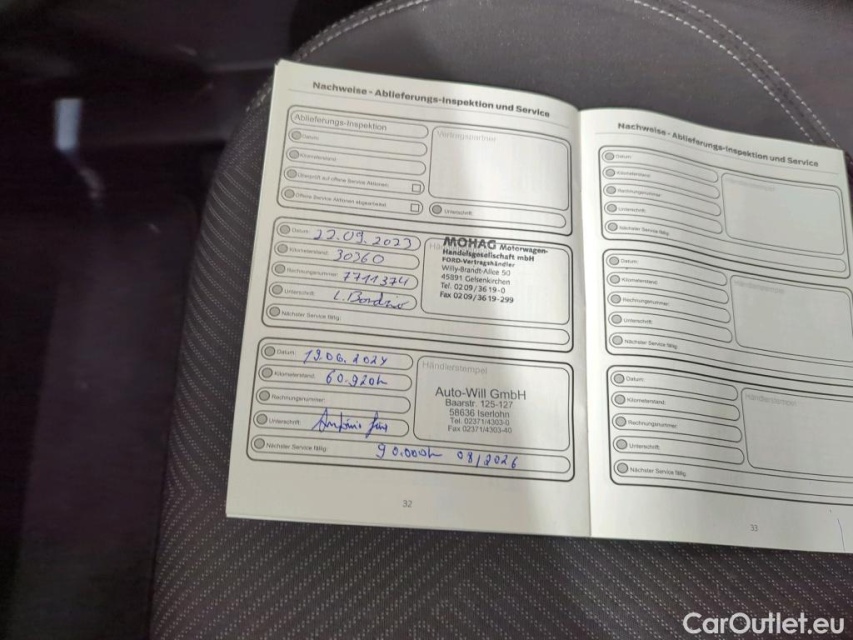 Nachweise - Ablieferungs-Inspektion und Service
Ablieferungs-Inspektion
Datum:
Kilometerstand:
Überprüft auf offene Service Aktionen:
Offene Service Aktionen abgearbeitet:
Vertragspartner
Unterschrift:
Datum: 22.09.2023
Kilometerstand: 30360
Rechnungsnummer: 7711374
Unterschrift:
Nächster Service fällig:
MOHAG Motorwagen-
Handelsgesellschaft mbH
FORD-Vertragshändler
Willy-Brandt-Allee 50
45891 Gelsenkirchen
Tel. 02 09 / 36 19-0
Fax 02 09 / 36 19-299
Datum: 19.06.2024
Kilometerstand: 60.920h
Rechnungsnummer:
Unterschrift:
Nächster Service fällig: 90.000h 08/2026
Händlerstempel
Auto-Will GmbH
Baarstr. 125-127
58636 Iserlohn
Tel. 02371/4303-0
Fax 02371/4303-40
32
Nachweise - Ablieferungs-Inspektion und Service
Datum:
Kilometerstand:
Rechnungsnummer:
Unterschrift:
Nächster Service fällig:
Händlerstempel
Datum:
Kilometerstand:
Rechnungsnummer:
Unterschrift:
Nächster Service fällig:
Händlerstempel
Datum:
Kilometerstand:
Rechnungsnummer:
Unterschrift:
Nächster Service fällig:
Händlerstempel
33
CarOutlet.eu